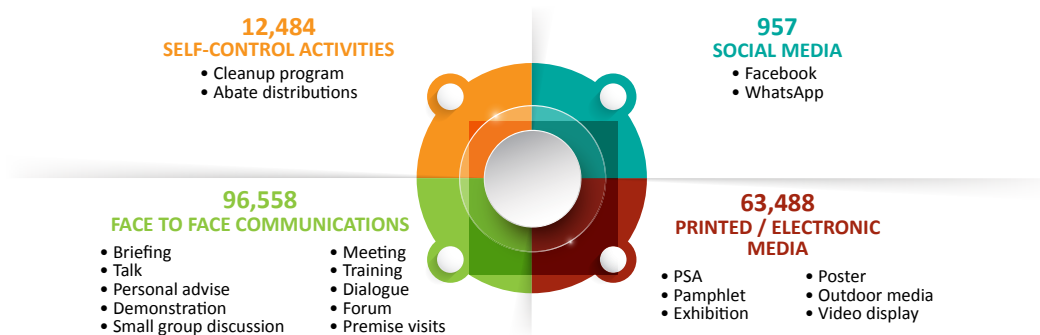 12,484
SELF-CONTROL ACTIVITIES
• Cleanup program
• Abate distributions
957
SOCIAL MEDIA
• Facebook
• WhatsApp
96,558
FACE TO FACE COMMUNICATIONS
• Briefing
• Talk
• Personal advise
• Demonstration
• Small group discussion
• Meeting
• Training
• Dialogue
• Forum
• Premise visits
63,488
PRINTED / ELECTRONIC
MEDIA
• PSA
• Pamphlet
• Exhibition
• Poster
• Outdoor media
• Video display